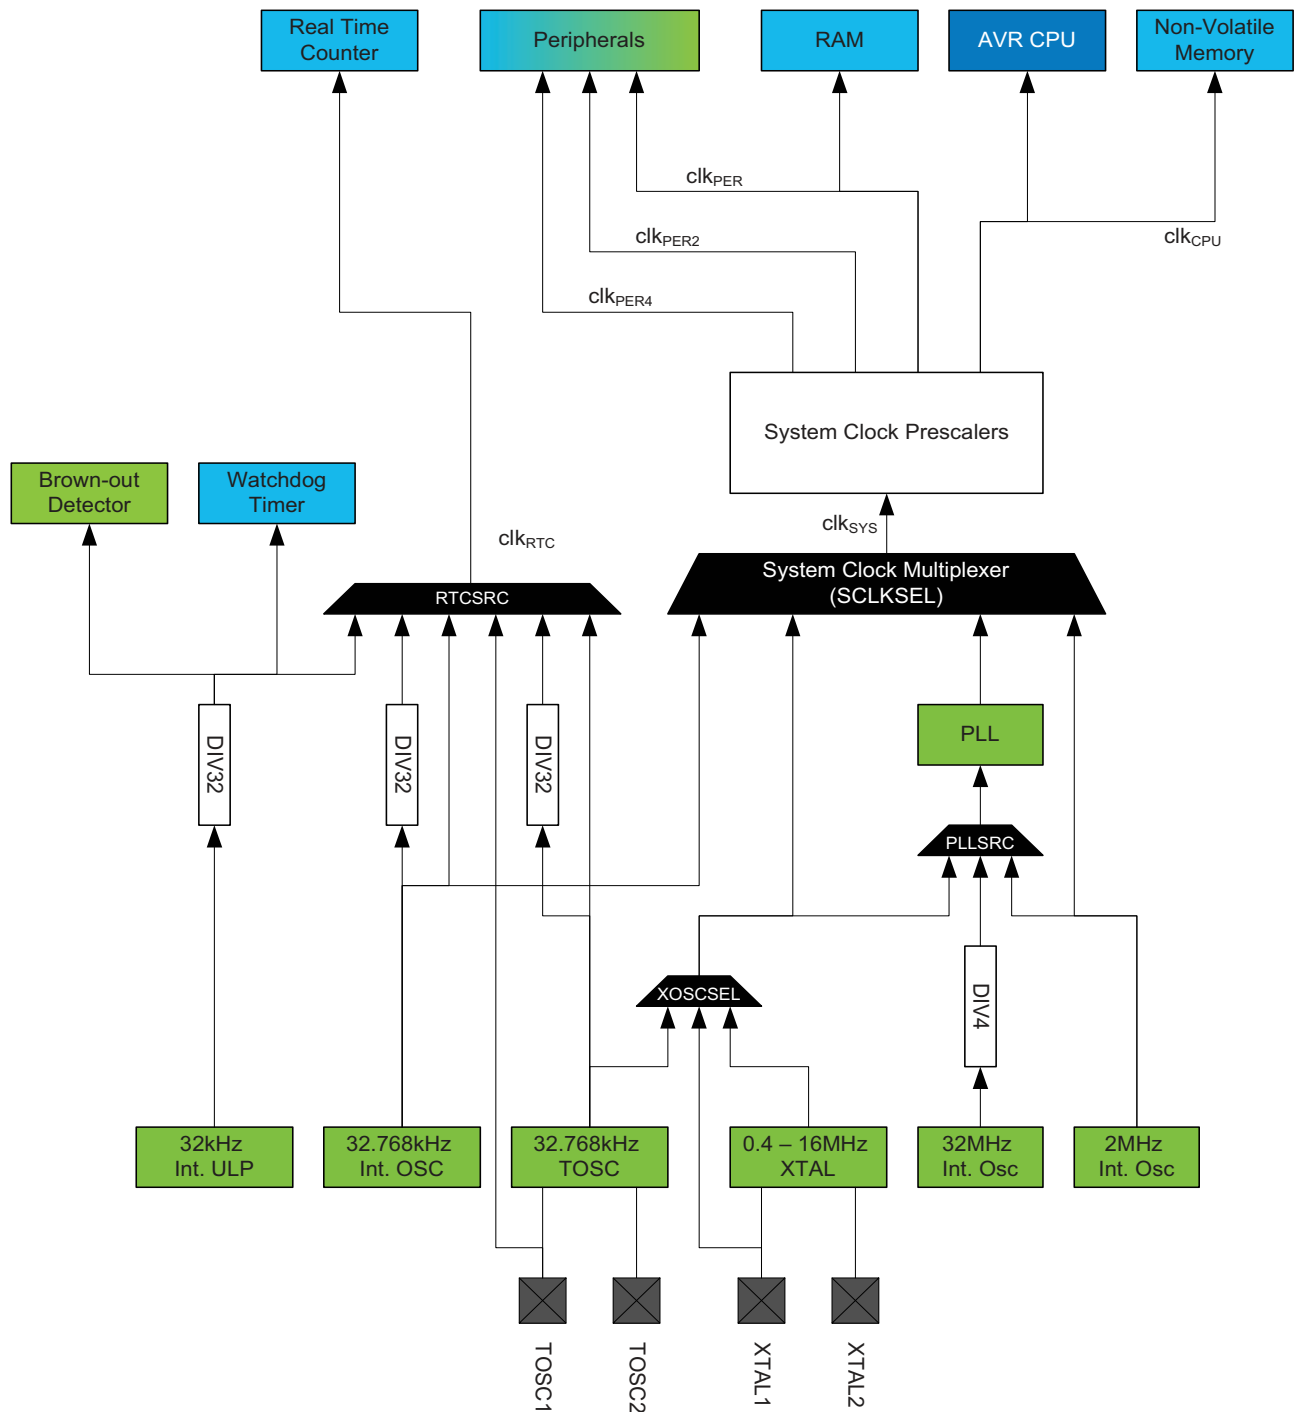 Real Time
Counter
Peripherals
RAM
AVR CPU
Non-Volatile
Memory
clkPER
clkPER2
clkCPU
clkPER4
System Clock Prescalers
Brown-out
Detector
Watchdog
Timer
clkSYS
clkRTC
System Clock Multiplexer
(SCLKSEL)
RTCSRC
DIV32
DIV32
DIV32
PLL
PLLSRC
XOSCSEL
DIV4
32kHz
Int. ULP
32.768kHz
Int. OSC
32.768kHz
TOSC
0.4 – 16MHz
XTAL
32MHz
Int. Osc
2MHz
Int. Osc
TOSC1
TOSC2
XTAL1
XTAL2